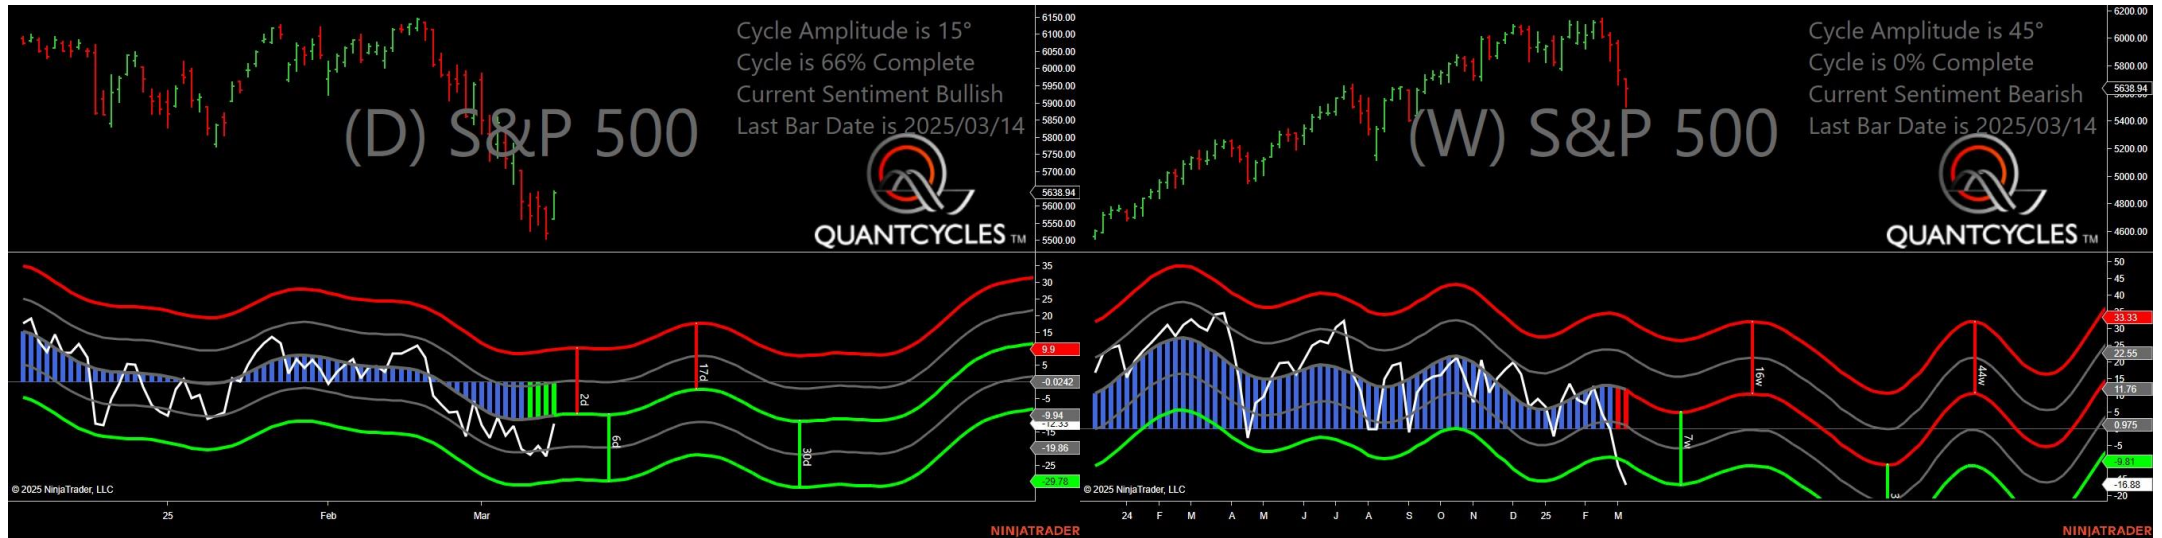 Cycle Amplitude is 15°
Cycle is 66% Complete
Current Sentiment Bullish
Last Bar Date is 2025/03/14
(D) S&P 500
QUANTCYCLES TM
6150.00
6100.00
6050.00
6000.00
5950.00
5900.00
5850.00
5800.00
5750.00
5700.00
5638.94
5600.00
5550.00
5500.00
35
30
25
20
15
9.9
5
-0.0242
-5
-9.94
-12.33
-15
-19.86
-25
-29.78
2d
6d
17d
30d
© 2025 NinjaTrader, LLC
25 Feb Mar
NINJATRADER
Cycle Amplitude is 45°
Cycle is 0% Complete
Current Sentiment Bearish
Last Bar Date is 2025/03/14
(W) S&P 500
QUANTCYCLES TM
6200.00
6000.00
5800.00
5638.94
5400.00
5200.00
5000.00
4800.00
4600.00
50
45
40
33.33
30
22.55
20
15
11.76
10
5
0.975
-5
-9.81
-16.88
-20
7w
16w
44w
© 2025 NinjaTrader, LLC
24 F M A M J J A S O N D 25 F M
NINJATRADER